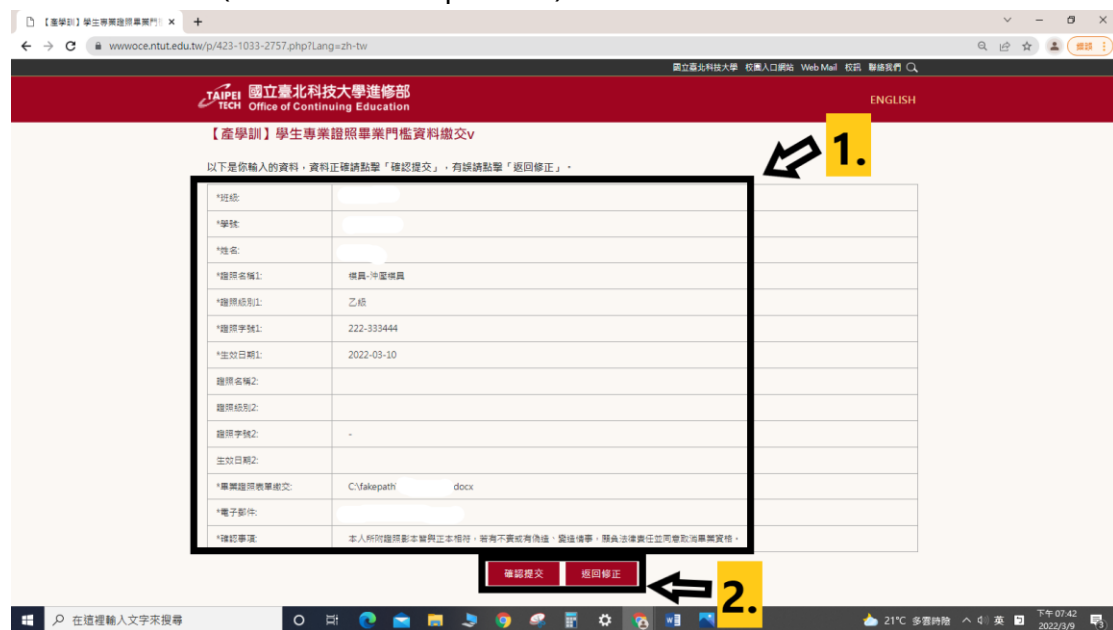 【產學訓】學生專業證照畢業門
wwwoce.ntut.edu.tw/p/423-1033-2757.php?Lang=zh-tw
國立臺北科技大學 校園入口網站 Web Mail 校訊 聯絡我們
TAIPEI TECH 國立臺北科技大學進修部
Office of Continuing Education
ENGLISH
【產學訓】學生專業證照畢業門檻資料繳交v
1.
以下是你輸入的資料，資料正確請點擊「確認提交」，有誤請點擊「返回修正」。
*班級:
*學號:
*姓名:
*證照名稱1: 模具-沖壓模具
*證照級別1: 乙級
*證照字號1: 222-333444
*生效日期1: 2022-03-10
證照名稱2:
證照級別2:
證照字號2: -
生效日期2:
*畢業證照表單繳交: C:\fakepath docx
*電子郵件:
*確認事項: 本人所附證照影本皆與正本相符，若有不實或有偽造、變造情事，願負法律責任並同意取消畢業資格。
確認提交 返回修正
2.
在這裡輸入文字來搜尋
21°C 多雲時陰
英
下午 07:42
2022/3/9